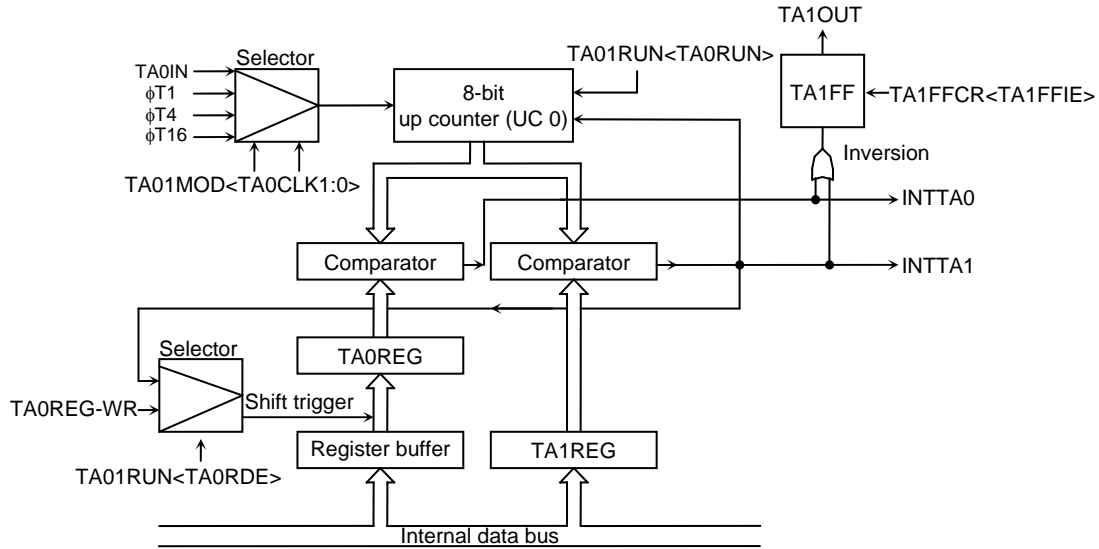 TA1OUT
Selector
TA01RUN<TA0RUN>
TA0IN
ϕT1
ϕT4
ϕT16
8-bit
up counter (UC 0)
TA1FF
TA1FFCR<TA1FFIE>
Inversion
TA01MOD<TA0CLK1:0>
INTTA0
Comparator
Comparator
INTTA1
Selector
TA0REG
TA0REG-WR
Shift trigger
Register buffer
TA1REG
TA01RUN<TA0RDE>
Internal data bus